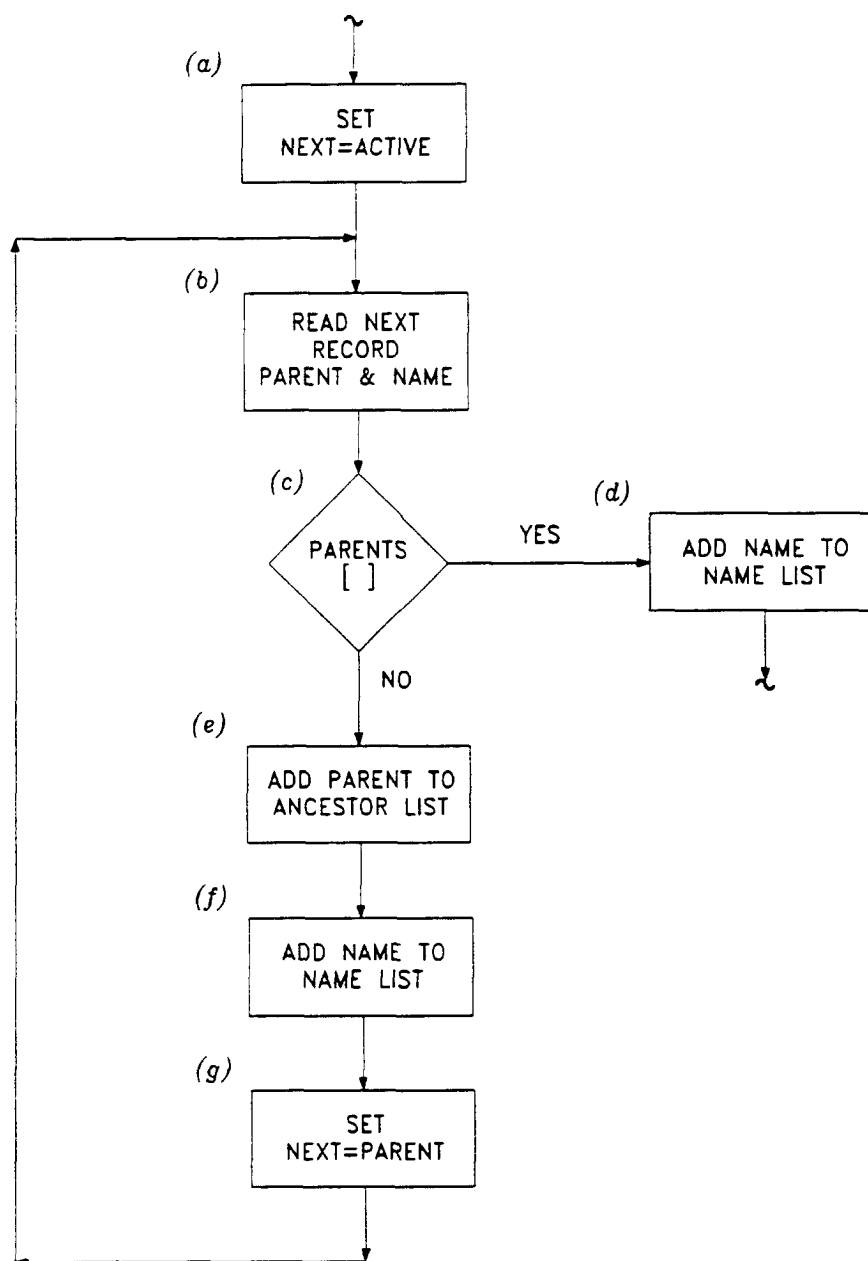 (a)
SET
NEXT=ACTIVE
(b)
READ NEXT
RECORD
PARENT & NAME
(c)
PARENTS
[ ]
YES
(d)
ADD NAME TO
NAME LIST
NO
(e)
ADD PARENT TO
ANCESTOR LIST
(f)
ADD NAME TO
NAME LIST
(g)
SET
NEXT=PARENT